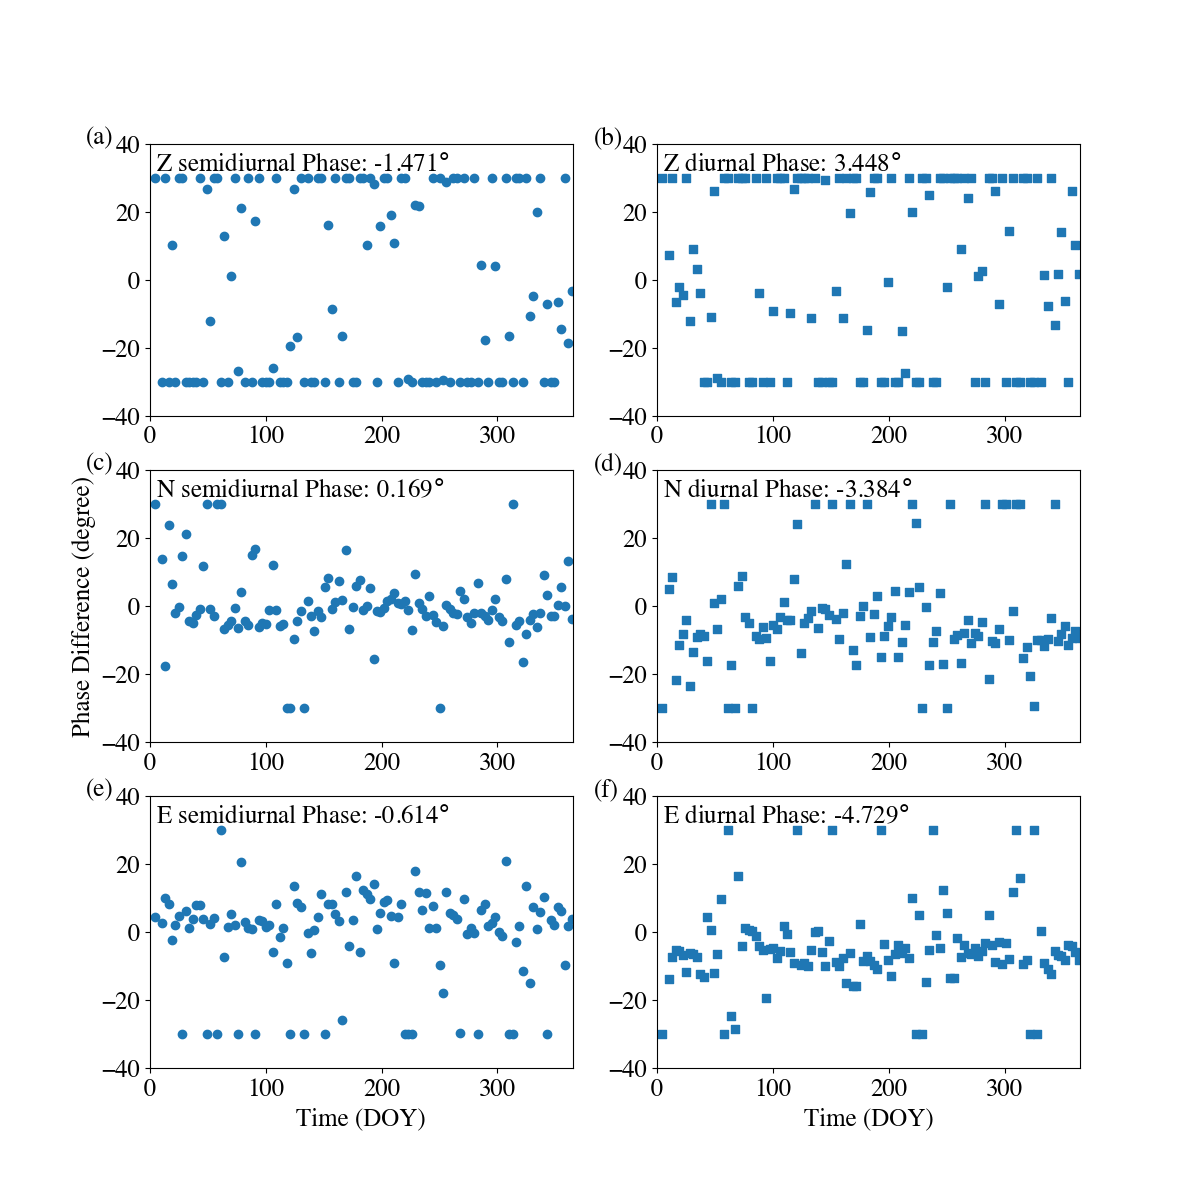 (a)
Z semidiurnal Phase: -1.471°
40
20
0
−20
−40
0 100 200 300
(b)
Z diurnal Phase: 3.448°
40
20
0
−20
−40
0 100 200 300
Phase Difference (degree)
(c)
N semidiurnal Phase: 0.169°
40
20
0
−20
−40
0 100 200 300
(d)
N diurnal Phase: -3.384°
40
20
0
−20
−40
0 100 200 300
(e)
E semidiurnal Phase: -0.614°
40
20
0
−20
−40
0 100 200 300
Time (DOY)
(f)
E diurnal Phase: -4.729°
40
20
0
−20
−40
0 100 200 300
Time (DOY)